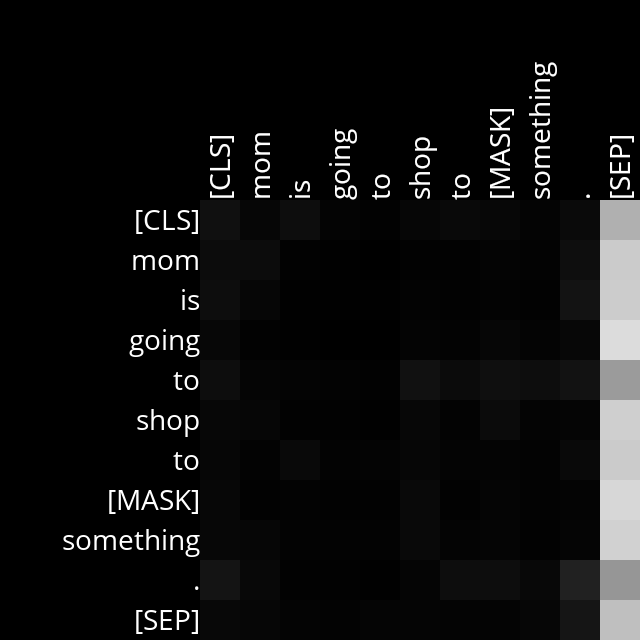 [CLS] mom is going to shop to [MASK] something . [SEP]
[CLS]
mom
is
going
to
shop
to
[MASK]
something
.
[SEP]